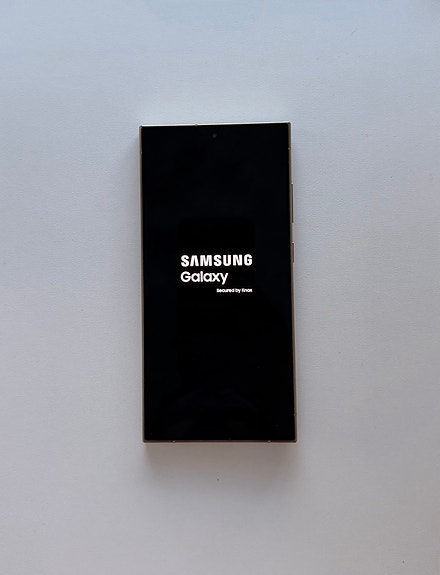 SAMSUNG
Galaxy
Secured by Knox